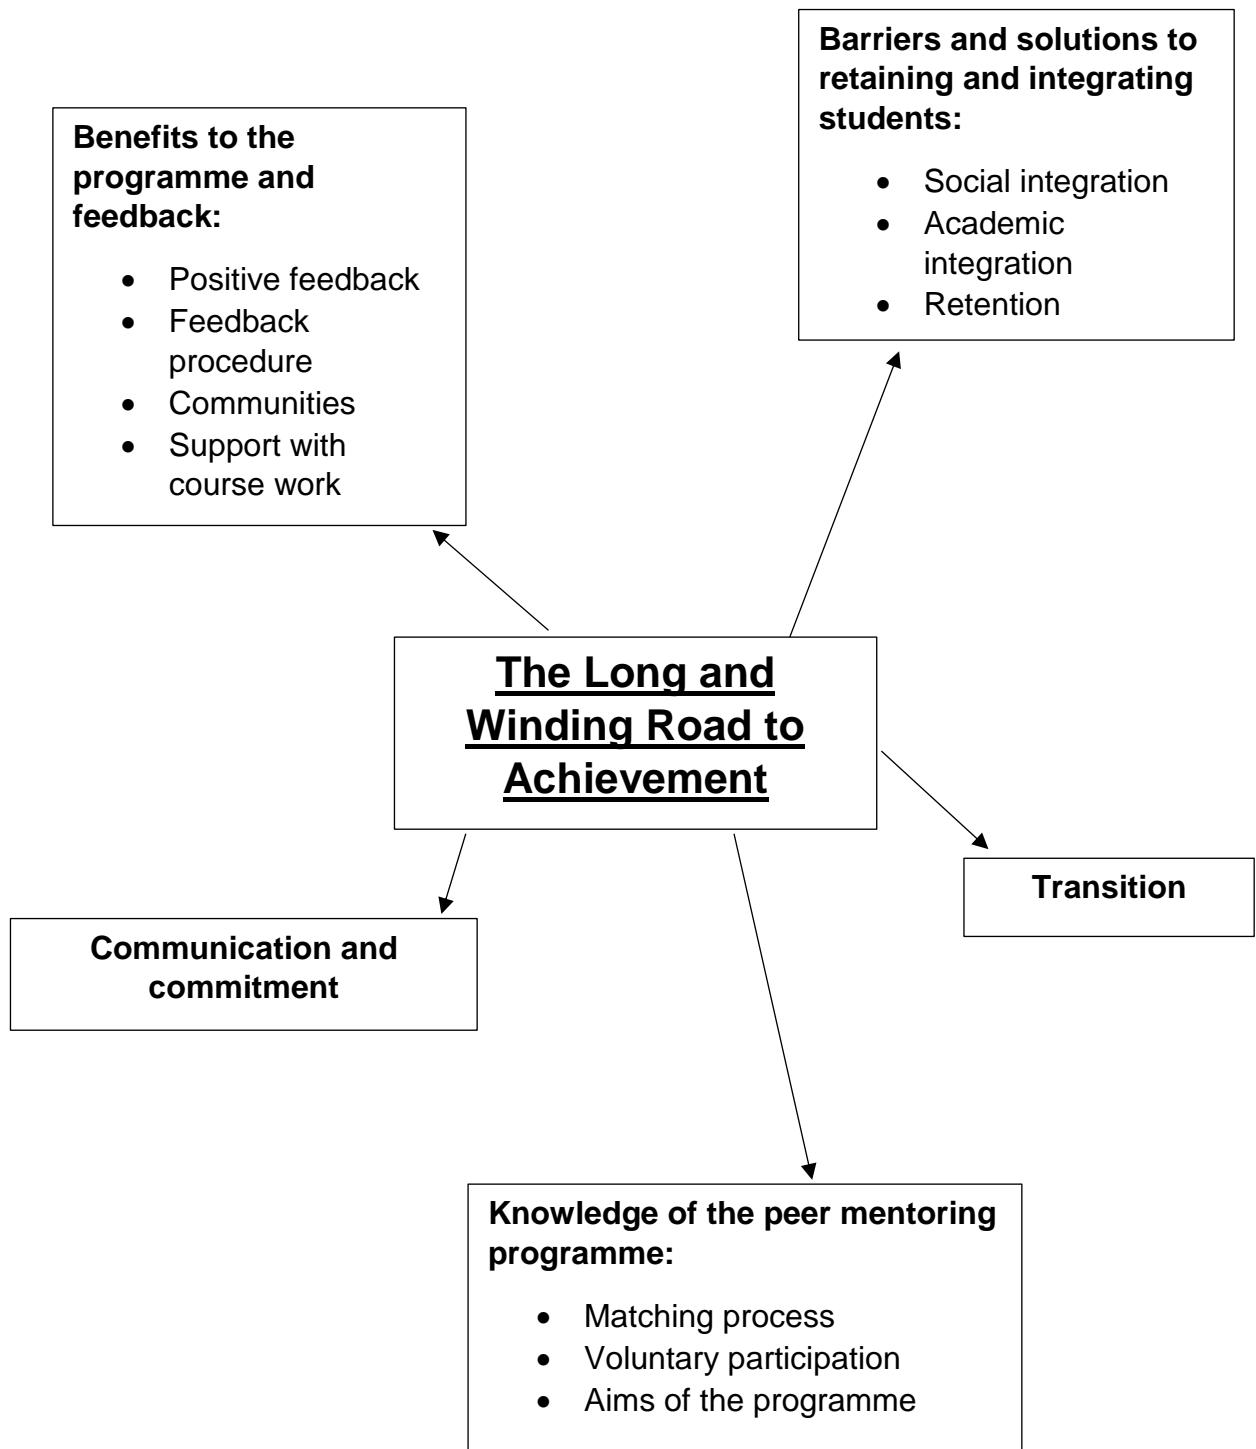 Barriers and solutions to
retaining and integrating
students:
• Social integration
• Academic
integration
• Retention
Benefits to the
programme and
feedback:
• Positive feedback
• Feedback
procedure
• Communities
• Support with
course work
The Long and
Winding Road to
Achievement
Transition
Communication and
commitment
Knowledge of the peer mentoring
programme:
• Matching process
• Voluntary participation
• Aims of the programme